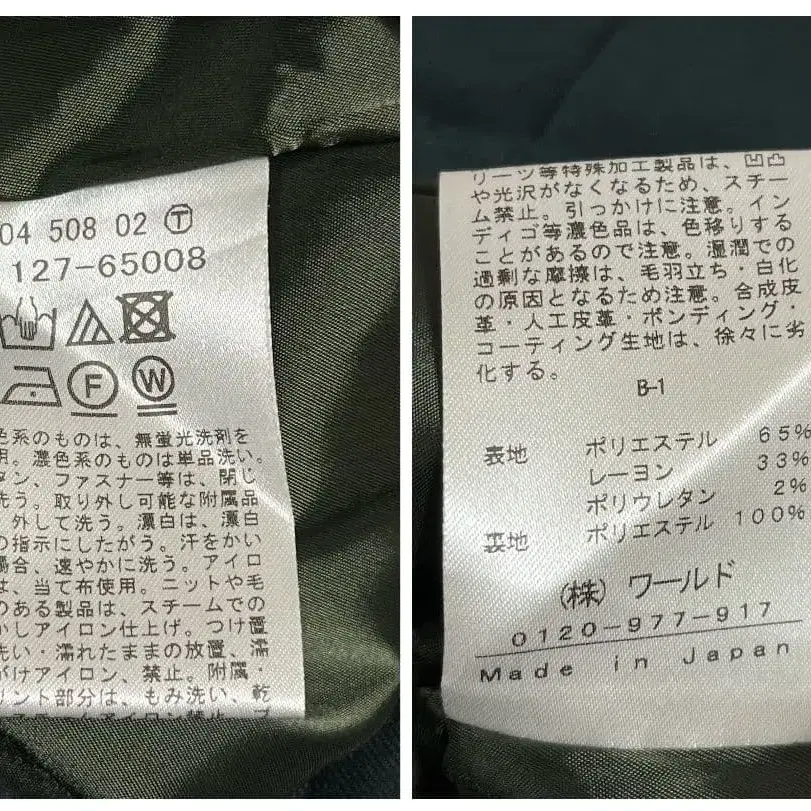 04 508 02 Ⓣ
127-65008
F W
色系のものは、無蛍光洗剤を
用。濃色系のものは単品洗い。
タン、ファスナー等は、閉じ
洗う。取り外し可能な附属品
外して洗う。漂白は、漂白
の指示にしたがう。汗をかい
場合、速やかに洗う。アイロ
は、当て布使用。ニットや毛
のある製品は、スチームでの
かしアイロン仕上げ。つけ置
洗い・濡れたままの放置、濡
がけアイロン、禁止。附属・
リント部分は、もみ洗い、乾
リーツ等特殊加工製品は、凹凸
や光沢がなくなるため、スチー
ム禁止。引っかけに注意。イン
ディゴ等濃色品は、色移りする
ことがあるので注意。湿潤での
過剰な摩擦は、毛羽立ち・白化
の原因となるため注意。合成皮
革・人工皮革・ボンディング・
コーティング生地は、徐々に劣
化する。
B-1
表地 ポリエステル 65%
レーヨン 33%
ポリウレタン 2%
裏地 ポリエステル 100%
(株) ワールド
0120-977-917
Made in Japan